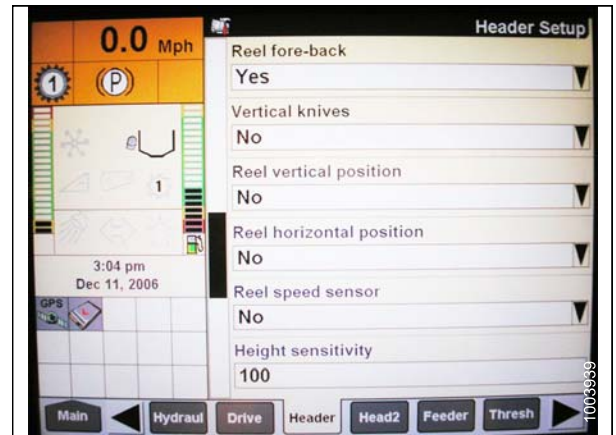 0.0 Mph
Header Setup
1
(P)
Reel fore-back
Yes
Vertical knives
No
Reel vertical position
No
1
Reel horizontal position
No
3:04 pm
Dec 11, 2006
Reel speed sensor
No
GPS
Height sensitivity
100
Main
Hydraul
Drive
Header
Head2
Feeder
Thresh
1003939